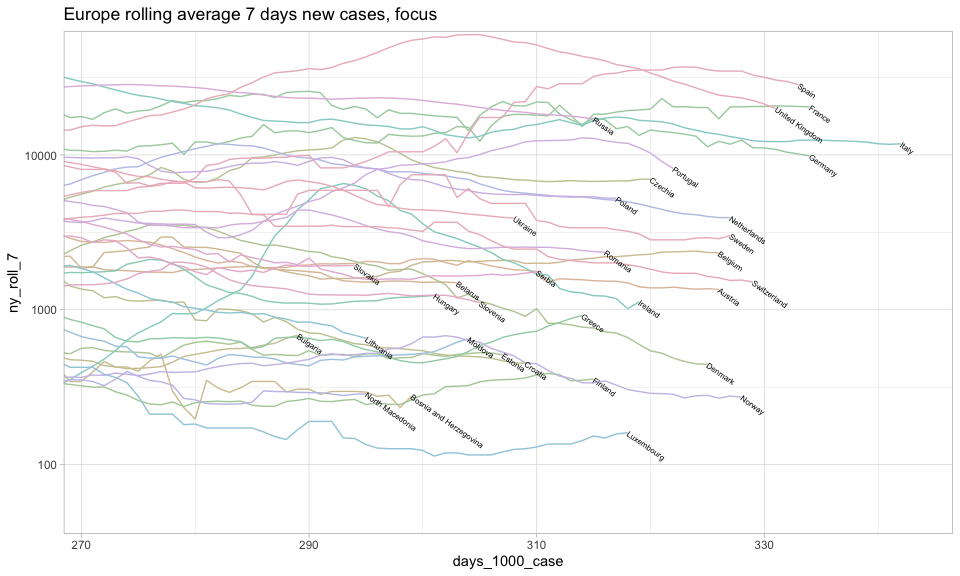 Europe rolling average 7 days new cases, focus
ny_roll_7
10000
1000
100
Spain
France
United Kingdom
Russia
Italy
Germany
Portugal
Czechia
Poland
Netherlands
Ukraine
Sweden
Romania
Belgium
Slovakia
Serbia
Switzerland
Belarus
Austria
Hungary
Slovenia
Ireland
Greece
Bulgaria
Lithuania
Moldova
Estonia
Croatia
Denmark
Finland
North Macedonia
Bosnia and Herzegovina
Norway
Luxembourg
270
290
310
330
days_1000_case